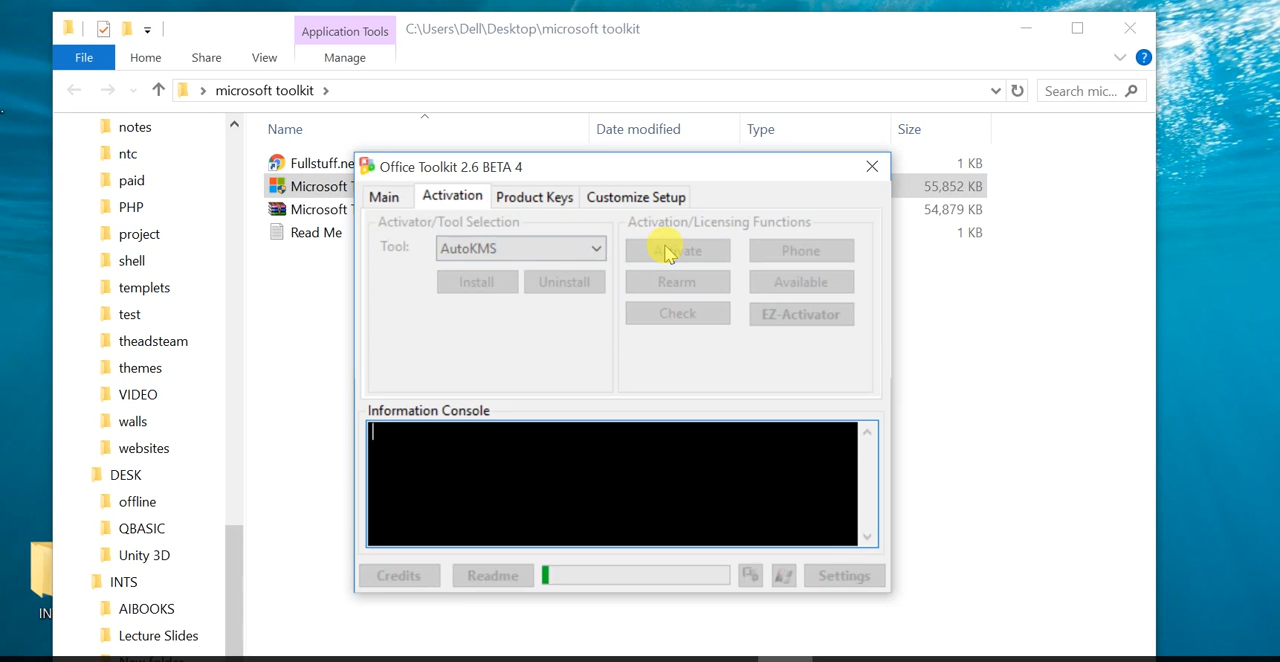 Application Tools
C:\Users\Dell\Desktop\microsoft toolkit
File
Home
Share
View
Manage
microsoft toolkit
Search mic...
Name
Date modified
Type
Size
notes
ntc
paid
PHP
project
shell
templets
test
theadsteam
themes
VIDEO
walls
websites
DESK
offline
QBASIC
Unity 3D
INTS
AIBOOKS
Lecture Slides
Fullstuff.ne
1 KB
Microsoft
55,852 KB
Microsoft
54,879 KB
Read Me
1 KB
Office Toolkit 2.6 BETA 4
Main
Activation
Product Keys
Customize Setup
Activator/Tool Selection
Tool:
AutoKMS
Install
Uninstall
Activation/Licensing Functions
Activate
Phone
Rearm
Available
Check
EZ-Activator
Information Console
Credits
Readme
Settings
IN